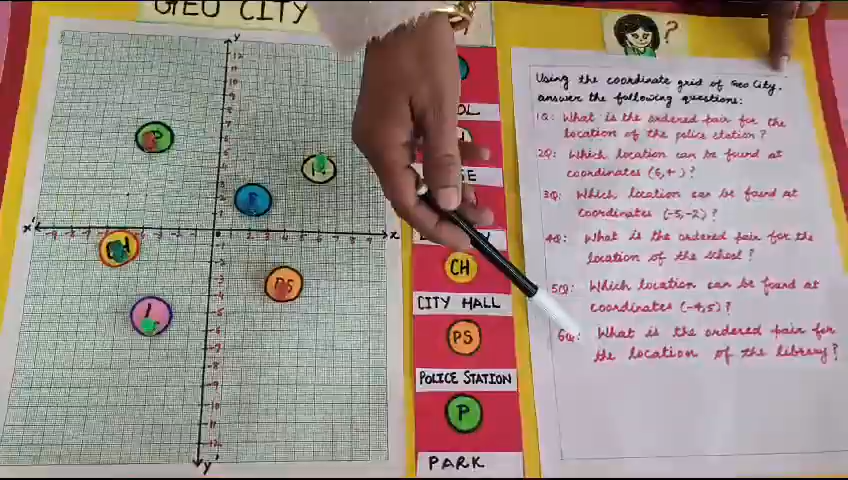 GEO CITY
?
Using the coordinate grid of Geo City,
answer the following questions:
1Q: What is the ordered pair for the
location of the police station?
2Q: Which location can be found at
coordinates (6,4)?
3Q: Which location can be found at
coordinates (-5,-2)?
4Q: What is the ordered pair for the
location of the school?
5Q: Which location can be found at
coordinates (-4,5)?
6Q: What is the ordered pair for
the location of the library?
CH
CITY HALL
PS
POLICE STATION
P
PARK
Y
X'
X
Y'
P
H
S
PS
L